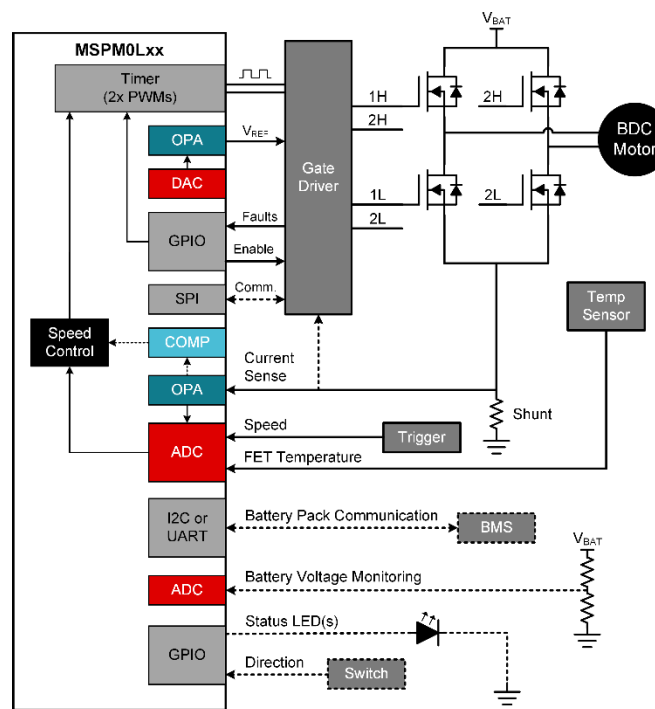 MSPM0Lxx
Timer
(2x PWMs)
OPA
DAC
GPIO
SPI
Speed
Control
COMP
OPA
ADC
I2C or
UART
ADC
GPIO
VREF
Faults
Enable
Comm.
Current
Sense
Speed
FET Temperature
Battery Pack Communication
Battery Voltage Monitoring
Status LED(s)
Direction
Gate
Driver
1H
2H
1L
2L
VBAT
2H
2L
BDC
Motor
Temp
Sensor
Shunt
Trigger
BMS
VBAT
Switch